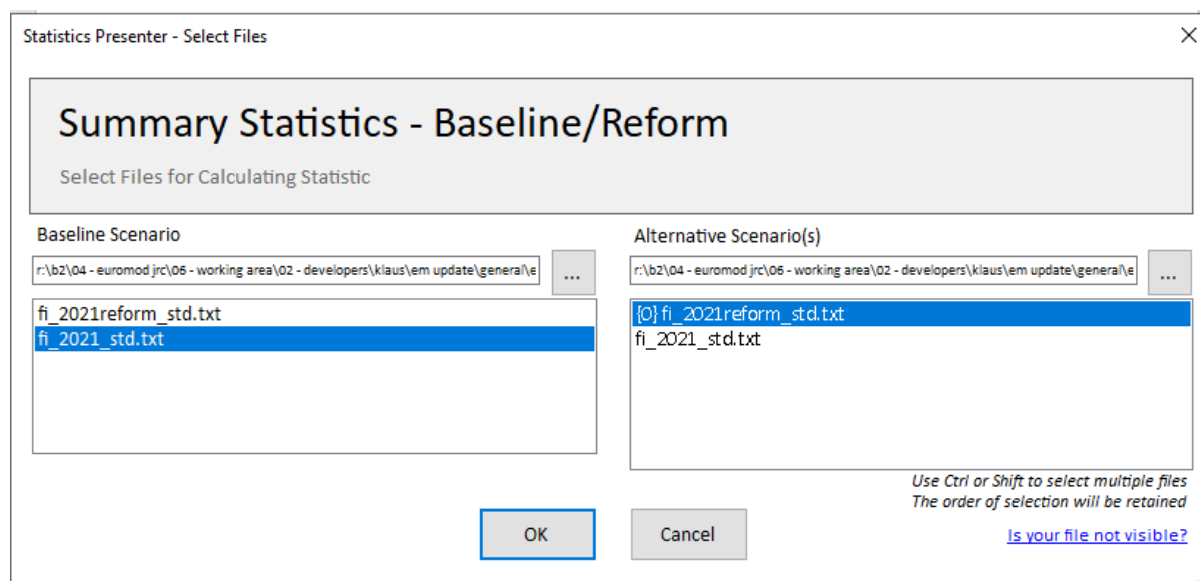 Statistics Presenter - Select Files
Summary Statistics - Baseline/Reform
Select Files for Calculating Statistic
Baseline Scenario
r:\b2\04 - euromod jrc\06 - working area\02 - developers\klaus\em update\general\e
...
fi_2021reform_std.txt
fi_2021_std.txt
Alternative Scenario(s)
r:\b2\04 - euromod jrc\06 - working area\02 - developers\klaus\em update\general\e
...
{0} fi_2021reform_std.txt
fi_2021_std.txt
Use Ctrl or Shift to select multiple files
The order of selection will be retained
OK
Cancel
Is your file not visible?